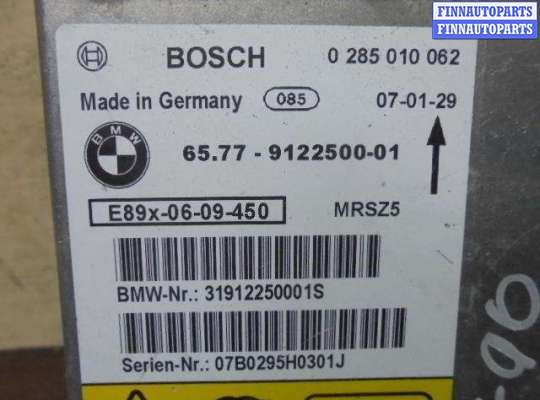 FINNAUTOPARTS
FINNAUTOPARTS
BOSCH 0 285 010 062
Made in Germany 085 07-01-29
BMW
65.77 - 9122500-01
E89x-06-09-450 MRSZ5
BMW-Nr.: 31912250001S
Serien-Nr.: 07B0295H0301J